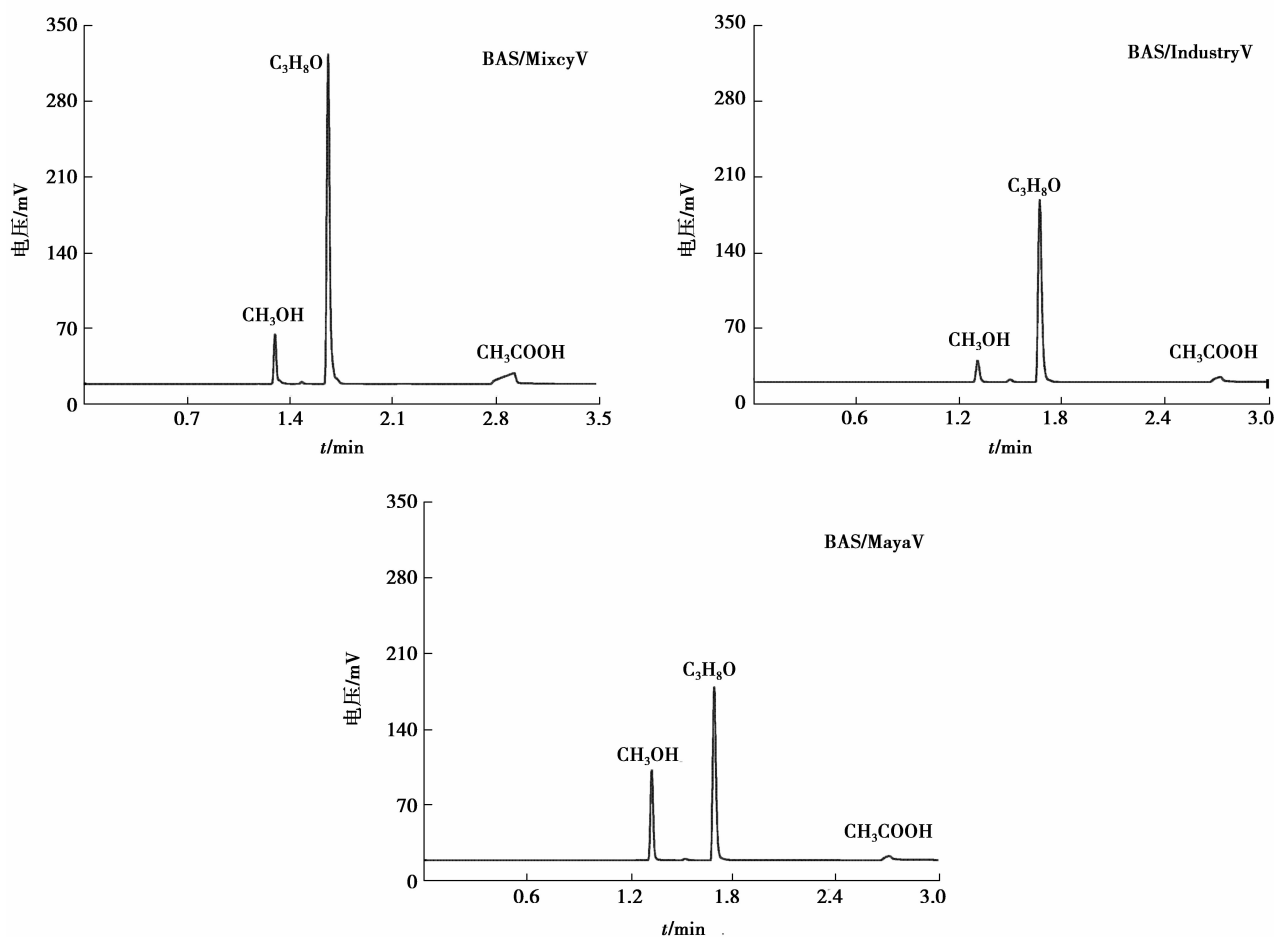 350
280
210
140
70
0
电压/mV
C₃H₈O
BAS/MixcyV
CH₃OH
CH₃COOH
0.7 1.4 2.1 2.8 3.5
t/min
350
280
210
140
70
0
电压/mV
BAS/IndustryV
C₃H₈O
CH₃OH
CH₃COOH
0.6 1.2 1.8 2.4 3.0
t/min
350
280
210
140
70
0
电压/mV
BAS/MayaV
C₃H₈O
CH₃OH
CH₃COOH
0.6 1.2 1.8 2.4 3.0
t/min